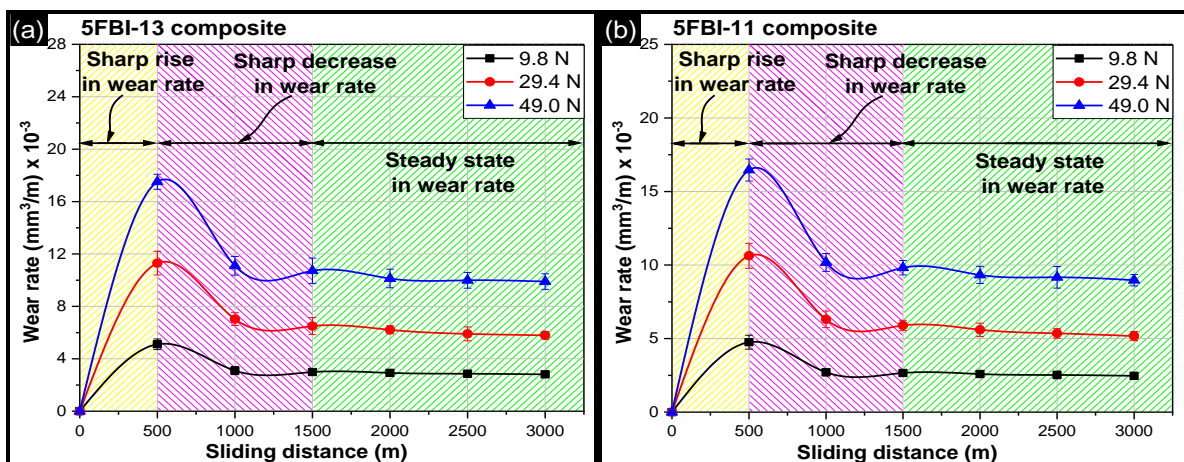 (a)
5FBI-13 composite
28
24
20
16
12
8
4
0
Wear rate (mm³/m) x 10⁻³
Sharp rise
in wear rate
Sharp decrease
in wear rate
Steady state
in wear rate
9.8 N
29.4 N
49.0 N
0 500 1000 1500 2000 2500 3000
Sliding distance (m)
(b)
5FBI-11 composite
25
20
15
10
5
0
Wear rate (mm³/m) x 10⁻³
Sharp rise
in wear rate
Sharp decrease
in wear rate
Steady state
in wear rate
9.8 N
29.4 N
49.0 N
0 500 1000 1500 2000 2500 3000
Sliding distance (m)